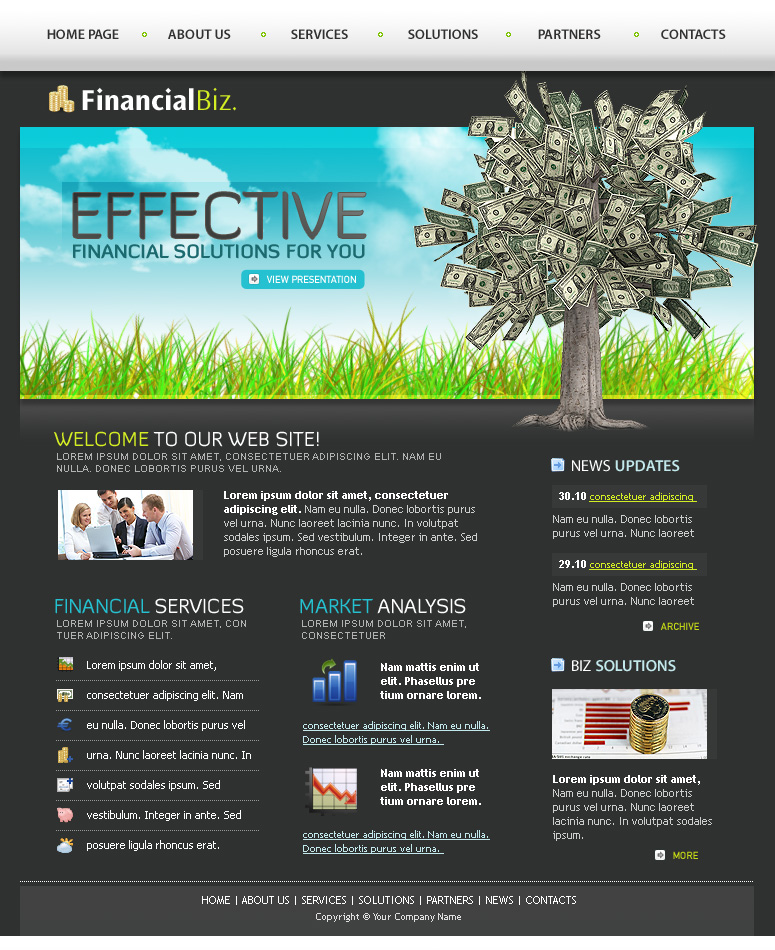 HOME PAGE ABOUT US SERVICES SOLUTIONS PARTNERS CONTACTS
FinancialBiz.
EFFECTIVE
FINANCIAL SOLUTIONS FOR YOU
VIEW PRESENTATION
WELCOME TO OUR WEB SITE!
LOREM IPSUM DOLOR SIT AMET, CONSECTETUER ADIPISCING ELIT. NAM EU
NULLA. DONEC LOBORTIS PURUS VEL URNA.
Lorem ipsum dolor sit amet, consectetuer
adipiscing elit. Nam eu nulla. Donec lobortis purus
vel urna. Nunc laoreet lacinia nunc. In volutpat
sodales ipsum. Sed vestibulum. Integer in ante. Sed
posuere ligula rhoncus erat.
FINANCIAL SERVICES
LOREM IPSUM DOLOR SIT AMET, CON
TUER ADIPISCING ELIT.
Lorem ipsum dolor sit amet,
consectetuer adipiscing elit. Nam
eu nulla. Donec lobortis purus vel
urna. Nunc laoreet lacinia nunc. In
volutpat sodales ipsum. Sed
vestibulum. Integer in ante. Sed
posuere ligula rhoncus erat.
MARKET ANALYSIS
LOREM IPSUM DOLOR SIT AMET,
CONSECTETUER
Nam mattis enim ut
elit. Phasellus pre
tium ornare lorem.
consectetuer adipiscing elit. Nam eu nulla.
Donec lobortis purus vel urna.
Nam mattis enim ut
elit. Phasellus pre
tium ornare lorem.
consectetuer adipiscing elit. Nam eu nulla.
Donec lobortis purus vel urna.
NEWS UPDATES
30.10 consectetuer adipiscing
Nam eu nulla. Donec lobortis
purus vel urna. Nunc laoreet
29.10 consectetuer adipiscing
Nam eu nulla. Donec lobortis
purus vel urna. Nunc laoreet
ARCHIVE
BIZ SOLUTIONS
Lorem ipsum dolor sit amet,
Nam eu nulla. Donec lobortis
purus vel urna. Nunc laoreet
lacinia nunc. In volutpat sodales
ipsum.
MORE
HOME | ABOUT US | SERVICES | SOLUTIONS | PARTNERS | NEWS | CONTACTS
Copyright © Your Company Name